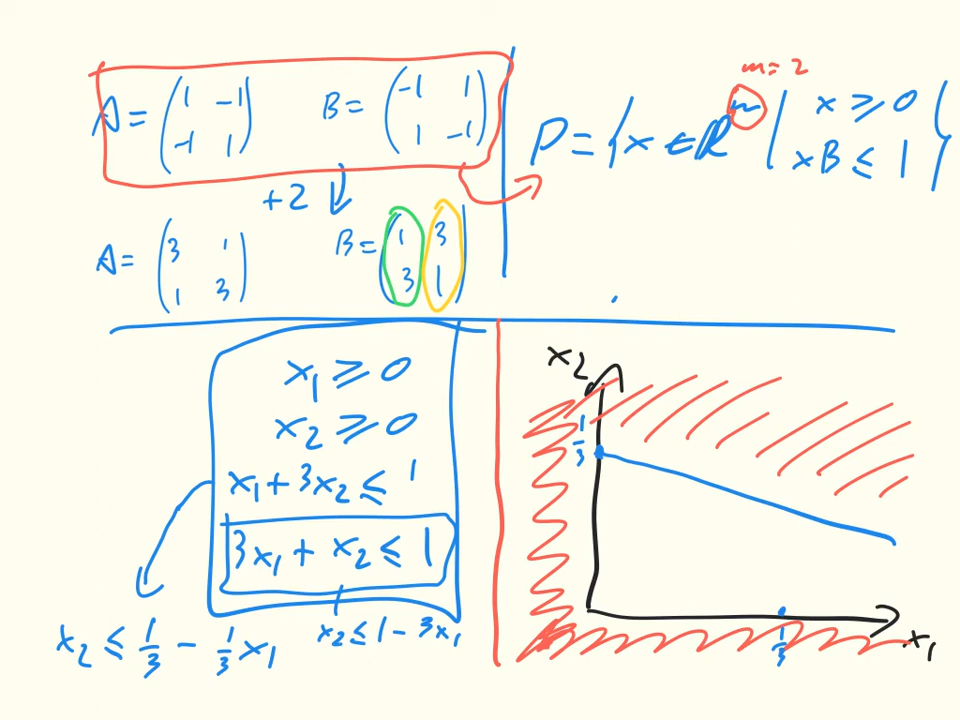 A = (1 -1
-1 1)
B = (-1 1
1 -1)
+2
A = (3 1
1 3)
B = (1 3
3 1)
m = 2
P = {x ∈ ℝ^m | x ≥ 0
xB ≤ 1}
x₁ ≥ 0
x₂ ≥ 0
x₁ + 3x₂ ≤ 1
3x₁ + x₂ ≤ 1
x₂ ≤ 1/3 - 1/3 x₁
x₂ ≤ 1 - 3x₁
x₂
1/3
1/3
x₁